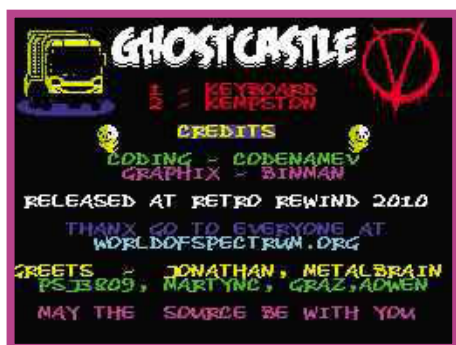 GHOSTCASTLE
1 - KEYBOARD
2 - KEMPSTON
CREDITS
CODING - CODENAMEV
GRAPHIX - BINMAN
RELEASED AT RETRO REWIND 2010
THANX GO TO EVERYONE AT
WORLDOFSPECTRUM.ORG
GREETS - JONATHAN, METALBRAIN
PSJ3809, MARTYNC, GRAZ,AOWEN
MAY THE SOURCE BE WITH YOU